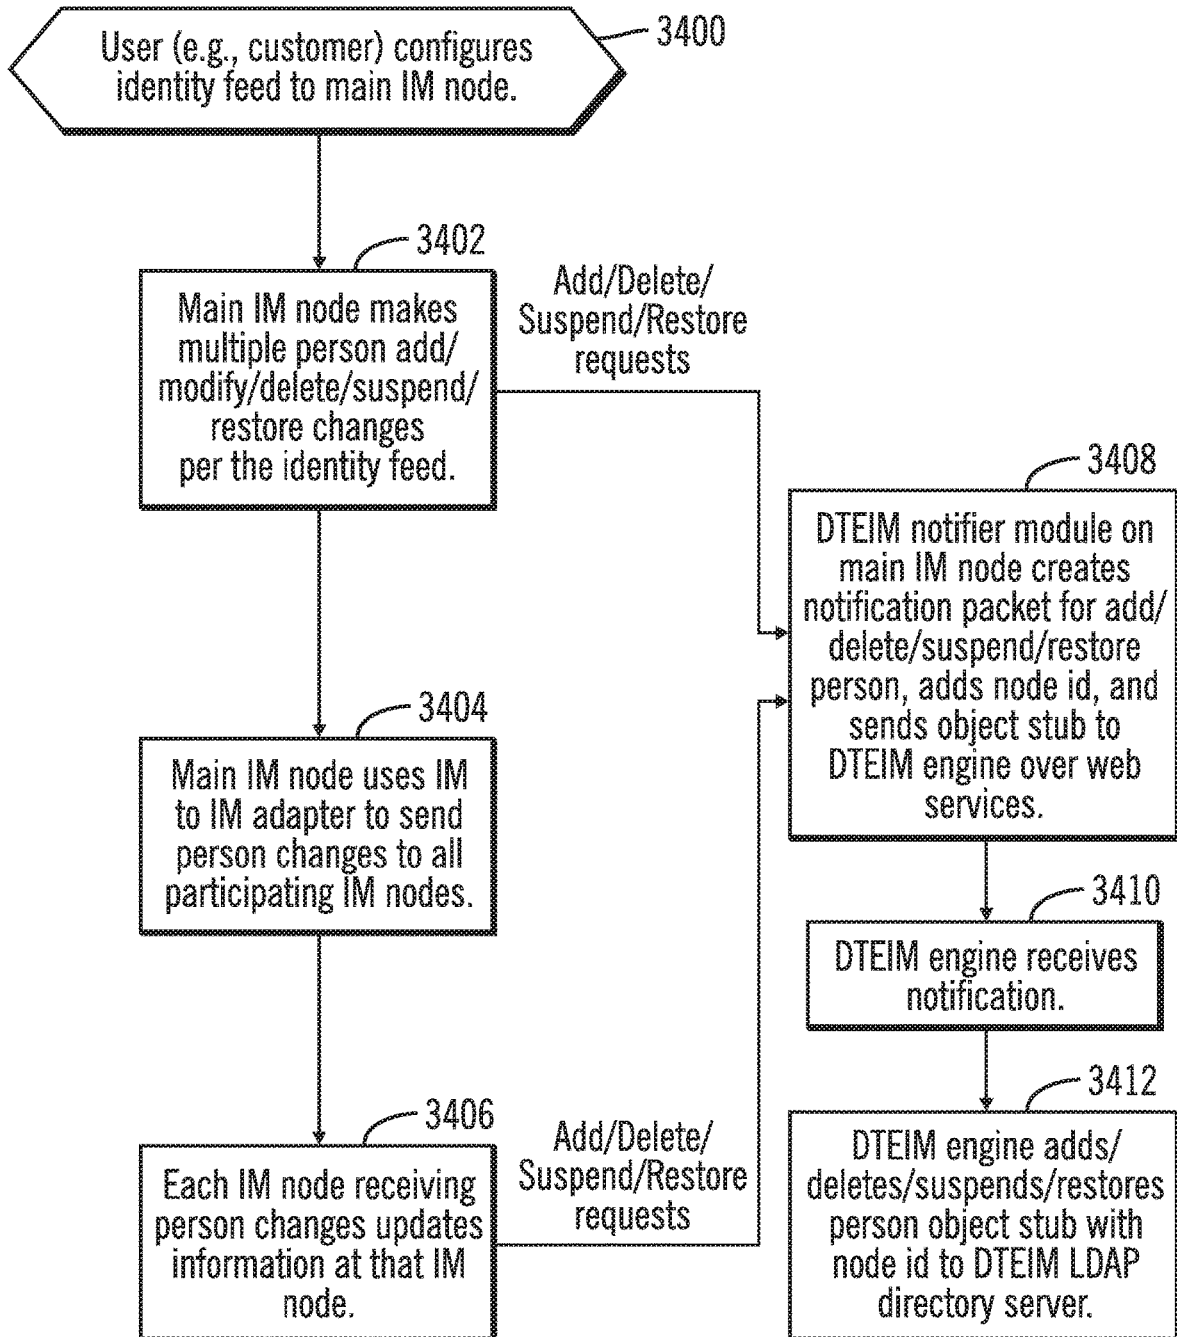 User (e.g., customer) configures
identity feed to main IM node.
3400
3402
Main IM node makes
multiple person add/
modify/delete/suspend/
restore changes
per the identity feed.
Add/Delete/
Suspend/Restore
requests
3404
Main IM node uses IM
to IM adapter to send
person changes to all
participating IM nodes.
3406
Each IM node receiving
person changes updates
information at that IM
node.
Add/Delete/
Suspend/Restore
requests
3408
DTEIM notifier module on
main IM node creates
notification packet for add/
delete/suspend/restore
person, adds node id, and
sends object stub to
DTEIM engine over web
services.
3410
DTEIM engine receives
notification.
3412
DTEIM engine adds/
deletes/suspends/restores
person object stub with
node id to DTEIM LDAP
directory server.